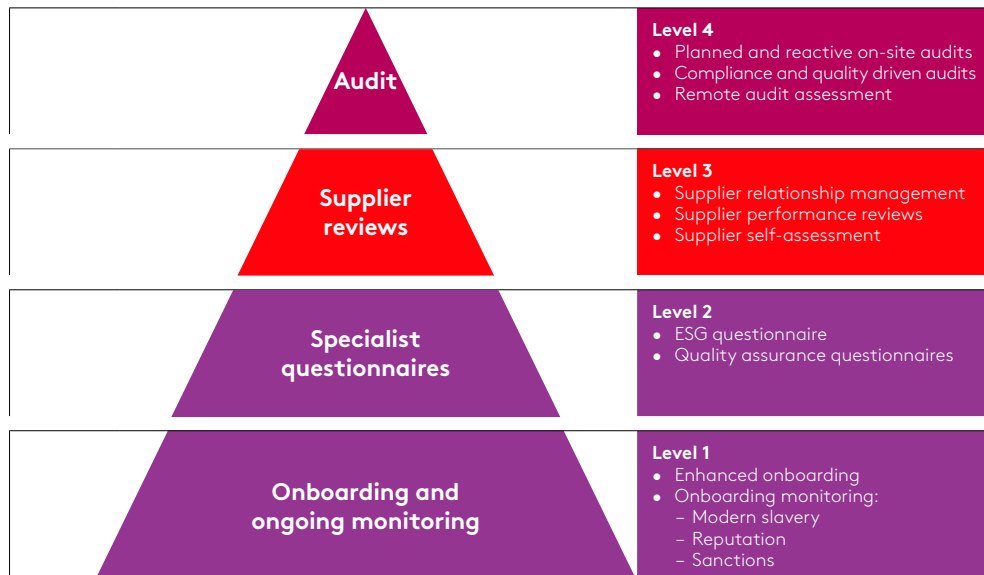 Audit
Level 4
● Planned and reactive on-site audits
● Compliance and quality driven audits
● Remote audit assessment
Supplier
reviews
Level 3
● Supplier relationship management
● Supplier performance reviews
● Supplier self-assessment
Specialist
questionnaires
Level 2
● ESG questionnaire
● Quality assurance questionnaires
Onboarding and
ongoing monitoring
Level 1
● Enhanced onboarding
● Onboarding monitoring:
– Modern slavery
– Reputation
– Sanctions